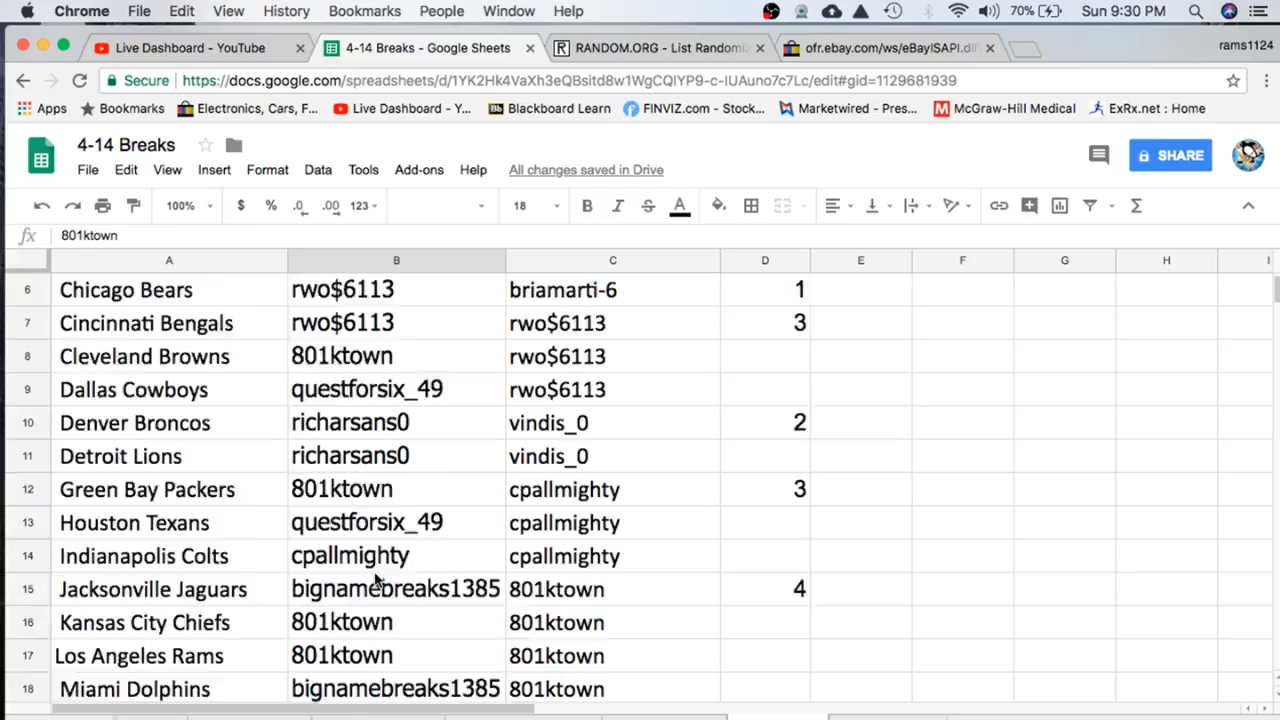 Chrome File Edit View History Bookmarks People Window Help 70% Sun 9:30 PM
Live Dashboard - YouTube 4-14 Breaks - Google Sheets RANDOM.ORG - List Randomiz ofr.ebay.com/ws/eBayISAPI.dll rams1124
Secure https://docs.google.com/spreadsheets/d/1YK2Hk4VaXh3eQBsitd8w1WgCQIYP9-c-IUAuno7c7Lc/edit#gid=1129681939
Apps Bookmarks Electronics, Cars, F... Live Dashboard - Y... Bb Blackboard Learn FINVIZ.com - Stock... Marketwired - Pres... M McGraw-Hill Medical ExRx.net : Home
4-14 Breaks SHARE
File Edit View Insert Format Data Tools Add-ons Help All changes saved in Drive
100% $ % .0 .00 123 18 B I S A
fx 801ktown
A B C D E F G H I
6 Chicago Bears rwo$6113 briamarti-6 1
7 Cincinnati Bengals rwo$6113 rwo$6113 3
8 Cleveland Browns 801ktown rwo$6113
9 Dallas Cowboys questforsix_49 rwo$6113
10 Denver Broncos richarsans0 vindis_0 2
11 Detroit Lions richarsans0 vindis_0
12 Green Bay Packers 801ktown cpallmighty 3
13 Houston Texans questforsix_49 cpallmighty
14 Indianapolis Colts cpallmighty cpallmighty
15 Jacksonville Jaguars bignamebreaks1385 801ktown 4
16 Kansas City Chiefs 801ktown 801ktown
17 Los Angeles Rams 801ktown 801ktown
18 Miami Dolphins bignamebreaks1385 801ktown